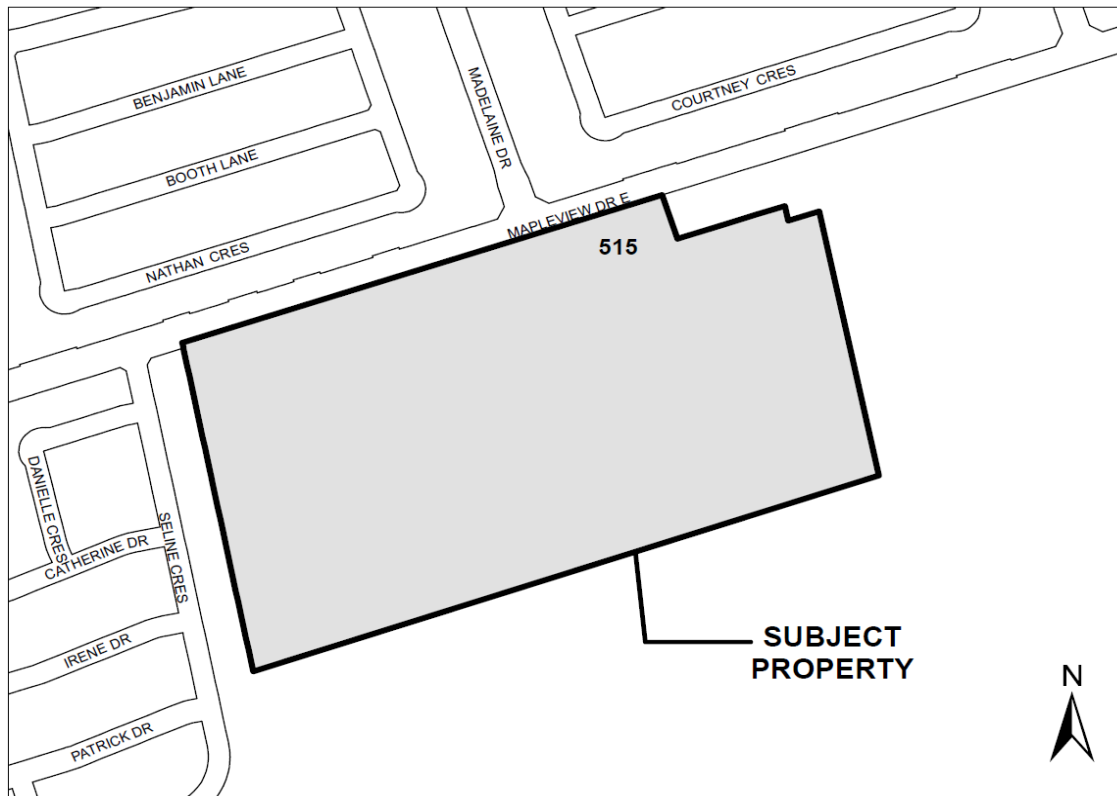 BENJAMIN LANE
MADELAINE DR
COURTNEY CRES
BOOTH LANE
MAPLEVIEW DR E
515
NATHAN CRES
DANIELLE CRES
SELINE CRES
CATHERINE DR
IRENE DR
PATRICK DR
SUBJECT
PROPERTY
N